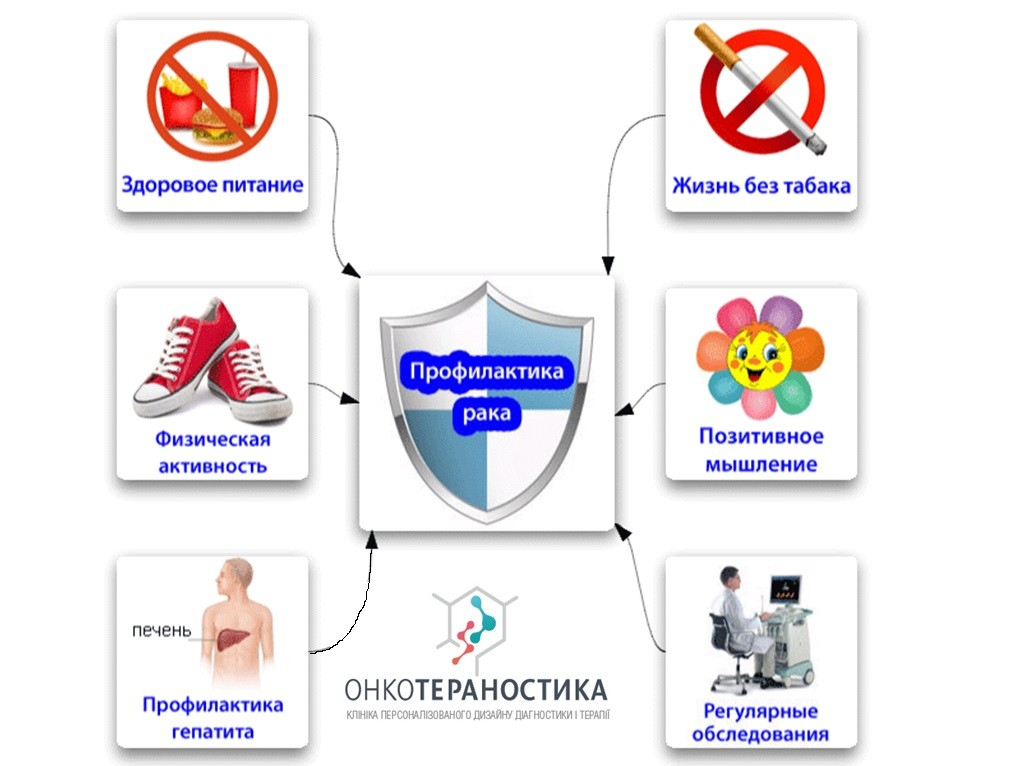 Здоровое питание
Жизнь без табака
Профилактика
рака
Физическая
активность
Позитивное
мышление
печень
Профилактика
гепатита
ОНКОТЕРАНОСТИКА
КЛІНІКА ПЕРСОНАЛІЗОВАНОГО ДИЗАЙНУ ДІАГНОСТИКИ І ТЕРАПІЇ
Регулярные
обследования